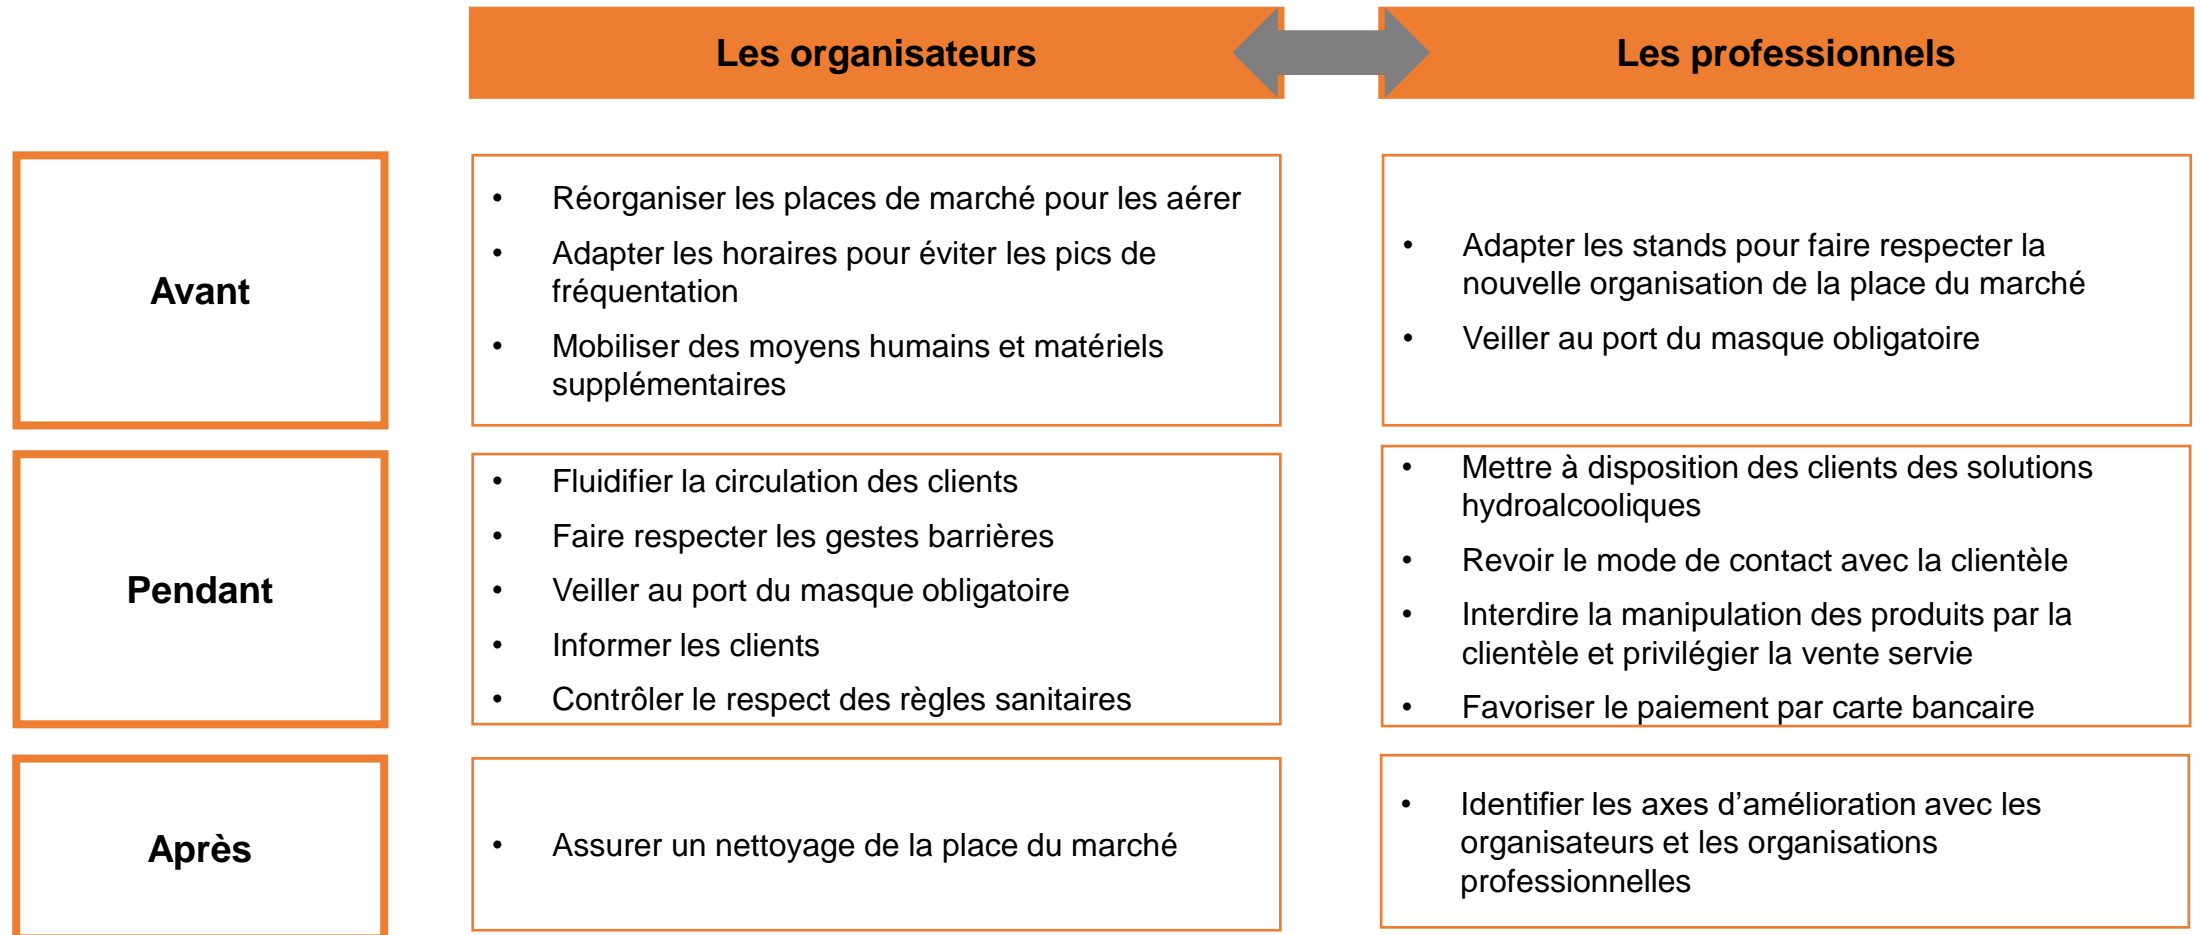 Les organisateurs
Les professionnels
Avant
• Réorganiser les places de marché pour les aérer
• Adapter les horaires pour éviter les pics de
fréquentation
• Mobiliser des moyens humains et matériels
supplémentaires
• Adapter les stands pour faire respecter la
nouvelle organisation de la place du marché
• Veiller au port du masque obligatoire
Pendant
• Fluidifier la circulation des clients
• Faire respecter les gestes barrières
• Veiller au port du masque obligatoire
• Informer les clients
• Contrôler le respect des règles sanitaires
• Mettre à disposition des clients des solutions
hydroalcooliques
• Revoir le mode de contact avec la clientèle
• Interdire la manipulation des produits par la
clientèle et privilégier la vente servie
• Favoriser le paiement par carte bancaire
Après
• Assurer un nettoyage de la place du marché
• Identifier les axes d’amélioration avec les
organisateurs et les organisations
professionnelles